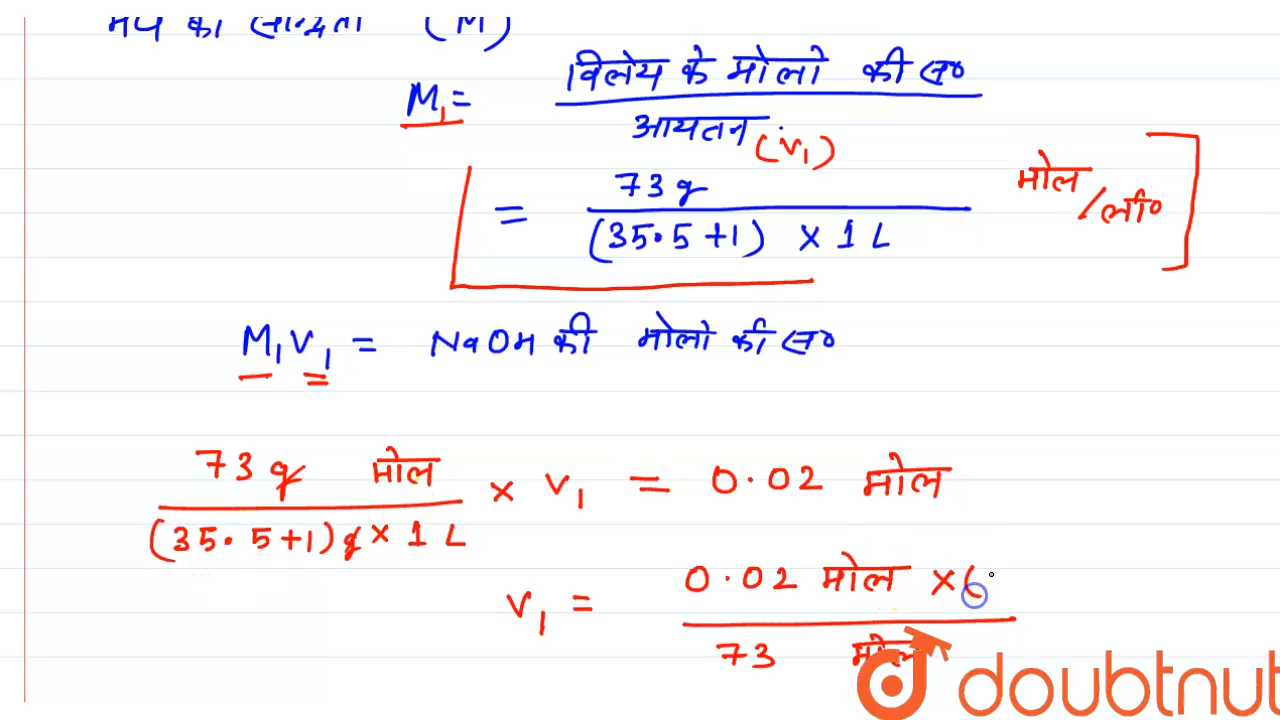 का (M)
M₁ = विलेय के मोलो की सं०
आयतन (V₁)
= 73 g मोल/ली०
(35.5+1) × 1 L
M₁V₁ = NaOH की मोलो की सं०
73 g मोल × V₁ = 0.02 मोल
(35.5+1) g × 1 L
V₁ = 0.02 मोल × (
73 मोल
doubtnut